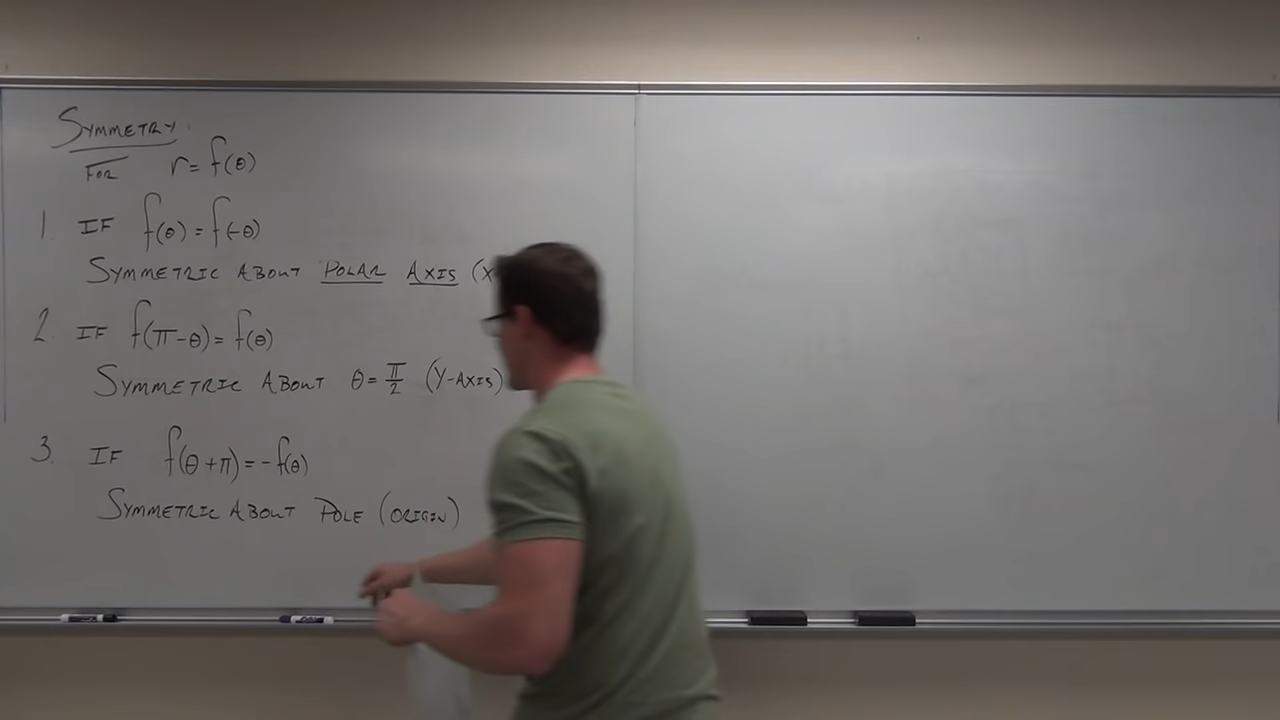 SYMMETRY
FOR r = f(θ)
1. IF f(θ) = f(-θ)
SYMMETRIC ABOUT POLAR AXIS (X
2. IF f(π-θ) = f(θ)
SYMMETRIC ABOUT θ = π/2 (Y-AXIS)
3. IF f(θ+π) = -f(θ)
SYMMETRIC ABOUT POLE (ORIGIN)